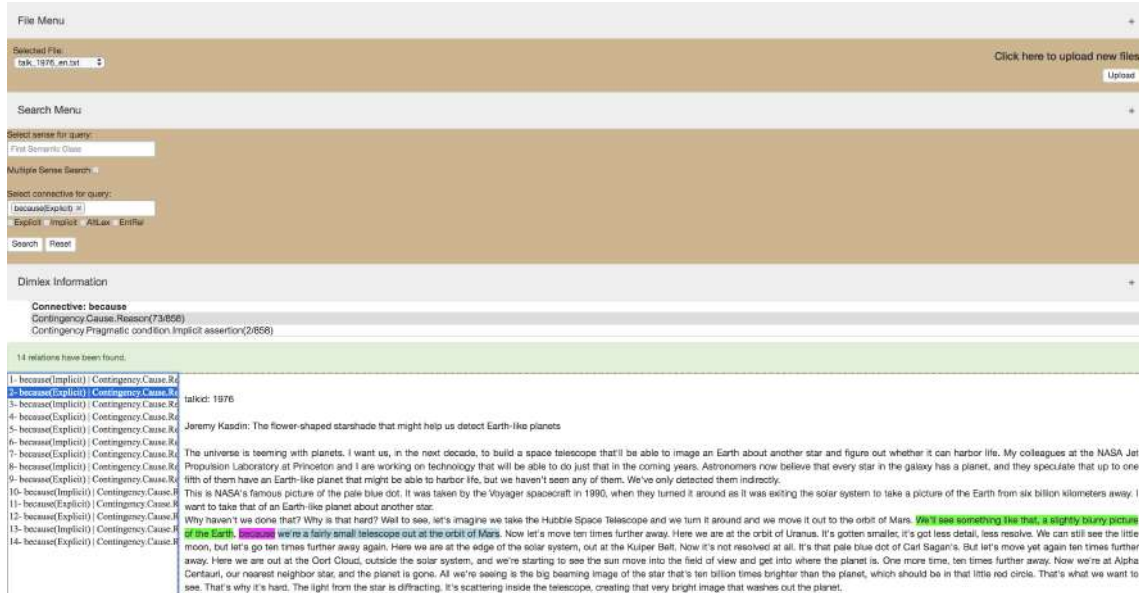 File Menu
+
Selected File:
talk_1976_en.txt
Click here to upload new files
Upload
Search Menu
+
Select sense for query:
First Semantic Class
Multiple Sense Search:
Select connective for query:
because(Explicit) ×
Explicit Implicit AltLex EntRel
Search Reset
Dimlex Information
+
Connective: because
Contingency.Cause.Reason(73/858)
Contingency.Pragmatic condition.Implicit assertion(2/858)
14 relations have been found.
1- because(Implicit) | Contingency.Cause.Re
2- because(Explicit) | Contingency.Cause.Re
3- because(Implicit) | Contingency.Cause.Re
4- because(Explicit) | Contingency.Cause.Re
5- because(Explicit) | Contingency.Cause.Re
6- because(Implicit) | Contingency.Cause.Re
7- because(Explicit) | Contingency.Cause.Re
8- because(Implicit) | Contingency.Cause.Re
9- because(Explicit) | Contingency.Cause.Re
10- because(Implicit) | Contingency.Cause.R
11- because(Explicit) | Contingency.Cause.R
12- because(Explicit) | Contingency.Cause.R
13- because(Implicit) | Contingency.Cause.R
14- because(Explicit) | Contingency.Cause.R
talkid: 1976
Jeremy Kasdin: The flower-shaped starshade that might help us detect Earth-like planets
The universe is teeming with planets. I want us, in the next decade, to build a space telescope that'll be able to image an Earth about another star and figure out whether it can harbor life. My colleagues at the NASA Jet
Propulsion Laboratory at Princeton and I are working on technology that will be able to do just that in the coming years. Astronomers now believe that every star in the galaxy has a planet, and they speculate that up to one
fifth of them have an Earth-like planet that might be able to harbor life, but we haven't seen any of them. We've only detected them indirectly.
This is NASA's famous picture of the pale blue dot. It was taken by the Voyager spacecraft in 1990, when they turned it around as it was exiting the solar system to take a picture of the Earth from six billion kilometers away. I
want to take that of an Earth-like planet about another star.
Why haven't we done that? Why is that hard? Well to see, let's imagine we take the Hubble Space Telescope and we turn it around and we move it out to the orbit of Mars. We'll see something like that, a slightly blurry picture
of the Earth, because we're a fairly small telescope out at the orbit of Mars. Now let's move ten times further away. Here we are at the orbit of Uranus. It's gotten smaller, it's got less detail, less resolve. We can still see the little
moon, but let's go ten times further away again. Here we are at the edge of the solar system, out at the Kuiper Belt. Now it's not resolved at all. It's that pale blue dot of Carl Sagan's. But let's move yet again ten times further
away. Here we are out at the Oort Cloud, outside the solar system, and we're starting to see the sun move into the field of view and get into where the planet is. One more time, ten times further away. Now we're at Alpha
Centauri, our nearest neighbor star, and the planet is gone. All we're seeing is the big beaming image of the star that's ten billion times brighter than the planet, which should be in that little red circle. That's what we want to
see. That's why it's hard. The light from the star is diffracting. It's scattering inside the telescope, creating that very bright image that washes out the planet.